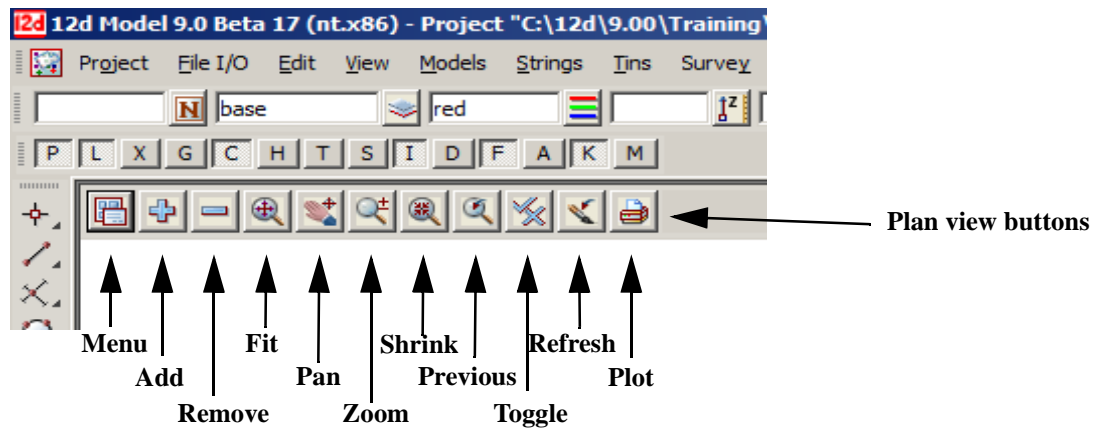 12d 12d Model 9.0 Beta 17 (nt.x86) - Project "C:\12d\9.00\Training\
Project File I/O Edit View Models Strings Tins Survey
N base red z
P L X G C H T S I D F A K M
Plan view buttons
Menu Fit Shrink Refresh
Add Pan Previous Plot
Remove Zoom Toggle